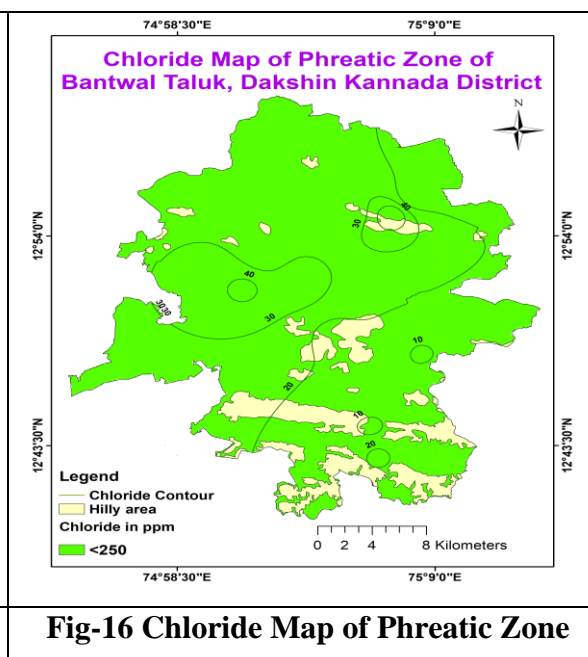 74°58'30"E 75°9'0"E
Chloride Map of Phreatic Zone of
Bantwal Taluk, Dakshin Kannada District
N
40
30
12°54'0"N 12°54'0"N
40
3030
30
10
20
10
20
12°43'30"N 12°43'30"N
Legend
Chloride Contour
Hilly area
Chloride in ppm
<250
0 2 4 8 Kilometers
74°58'30"E 75°9'0"E
Fig-16 Chloride Map of Phreatic Zone